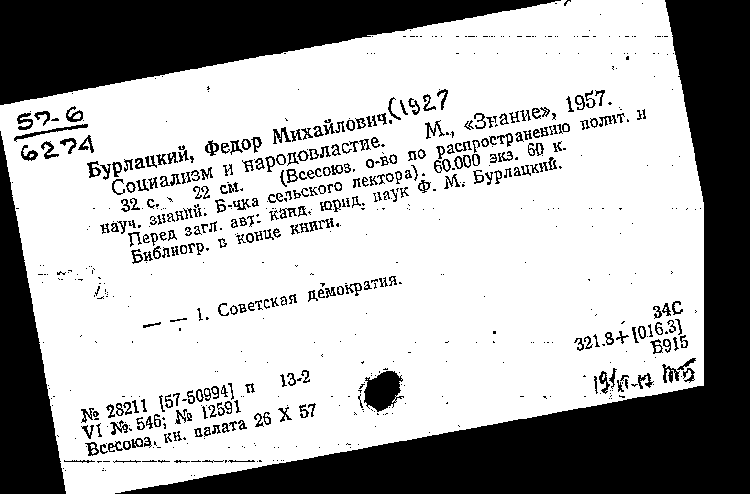 57-6
6274
Бурлацкий, Федор Михайлович. (1927
Социализм и народовластие. М., «Знание», 1957.
32 с. 22 см. (Всесоюз. о-во по распространению полит. и
науч. знаний. Б-чка сельского лектора). 60.000 экз. 60 к.
Перед загл. авт: канд. юрид. наук Ф. М. Бурлацкий.
Библиогр. в конце книги.
— — 1. Советская демократия.
34С
321.8+[016.3]
Б915
№ 28211 [57-50994] п 13-2
VI № 546; № 12591
Всесоюз. кн. палата 26 X 57